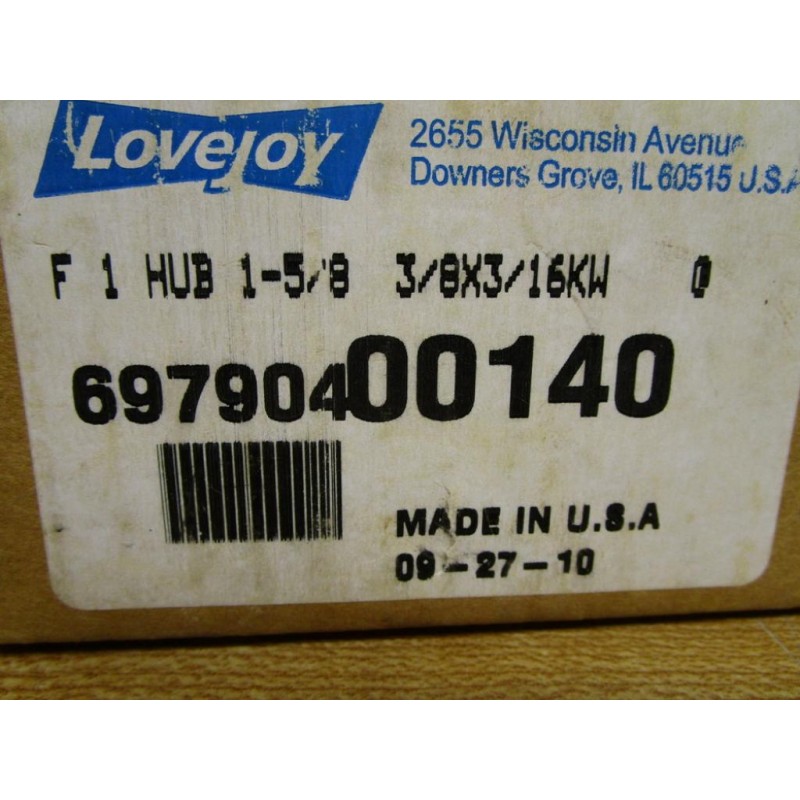 Lovejoy
2655 Wisconsin Avenue
Downers Grove, IL 60515 U.S.A
F 1 HUB 1-5/8 3/8X3/16KW 0
69790400140
MADE IN U.S.A
09-27-10